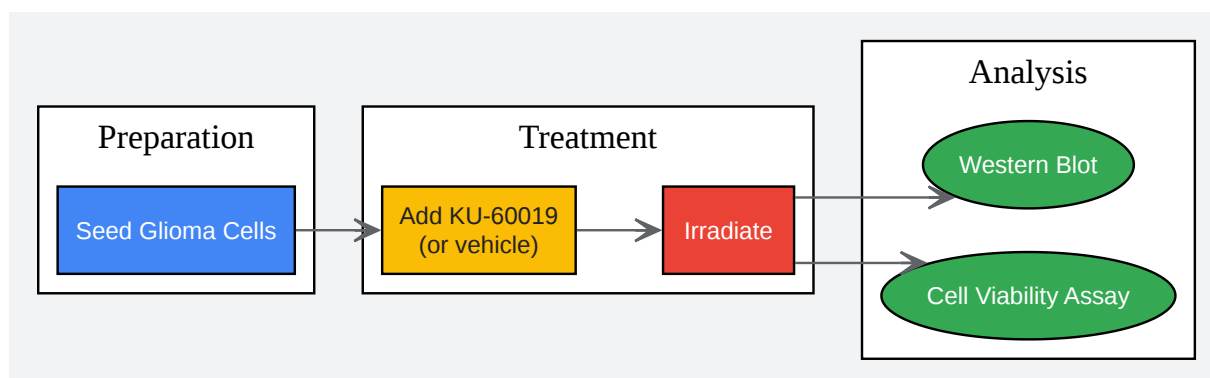 Preparation
Seed Glioma Cells
Treatment
Add KU-60019
(or vehicle)
Irradiate
Analysis
Western Blot
Cell Viability Assay